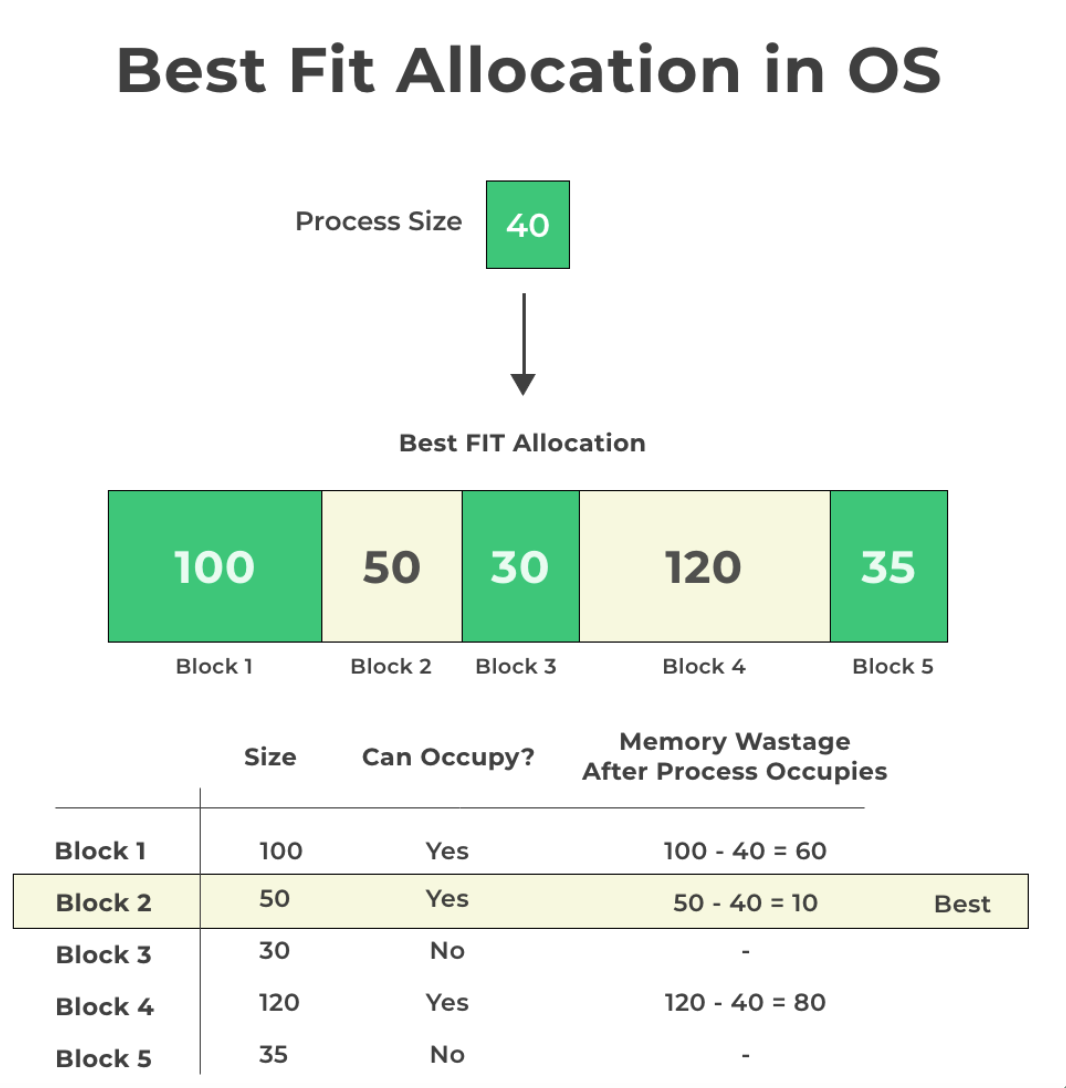 Best Fit Allocation in OS
Process Size 40
Best FIT Allocation
100 50 30 120 35
Block 1 Block 2 Block 3 Block 4 Block 5
Size Can Occupy? Memory Wastage
After Process Occupies
Block 1 100 Yes 100 - 40 = 60
Block 2 50 Yes 50 - 40 = 10 Best
Block 3 30 No -
Block 4 120 Yes 120 - 40 = 80
Block 5 35 No -